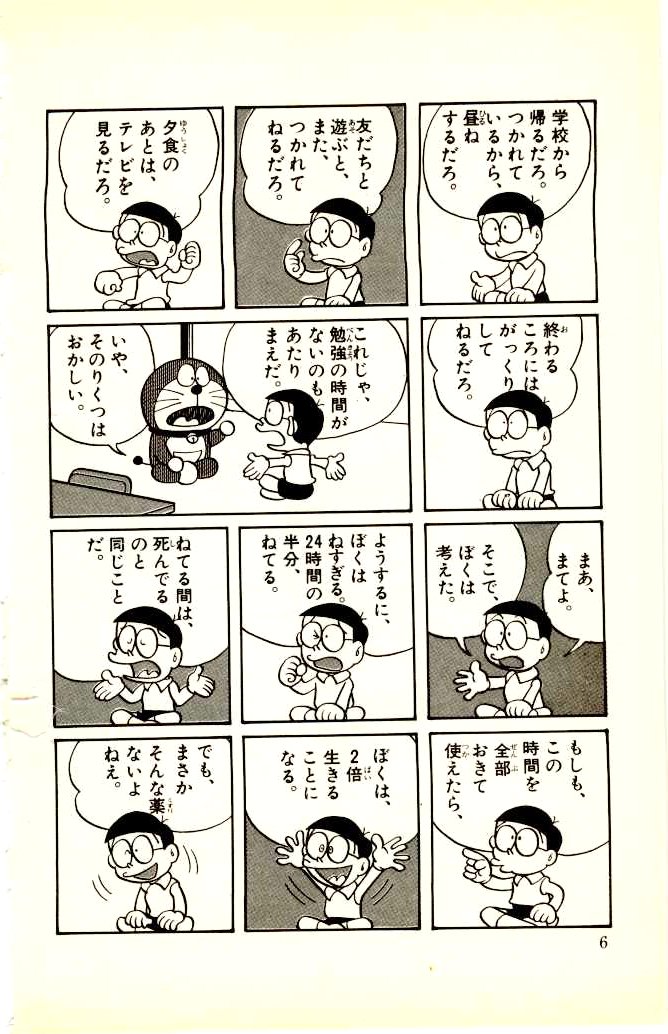 学校から
帰るだろ。
つかれて
いるから、
昼ね
するだろ。
友だちと
遊ぶと、
また、
つかれて
ねるだろ。
夕食の
あとは、
テレビを
見るだろ。
終わる
ころには
がっくり
して
ねるだろ。
これじゃ、
勉強の時間が
ないのも
あたり
まえだ。
いや、
そのりくつは
おかしい。
まあ、
まてよ。
そこで、
ぼくは
考えた。
ようするに、
ぼくは
ねすぎる。
24時間の
半分、
ねてる。
ねてる間は、
死んでる
のと
同じこと
だ。
もしも、
この
時間を
全部
おきて
使えたら、
ぼくは、
2倍
生きる
ことに
なる。
でも、
まさか
そんな薬
ないよ
ねえ。
6